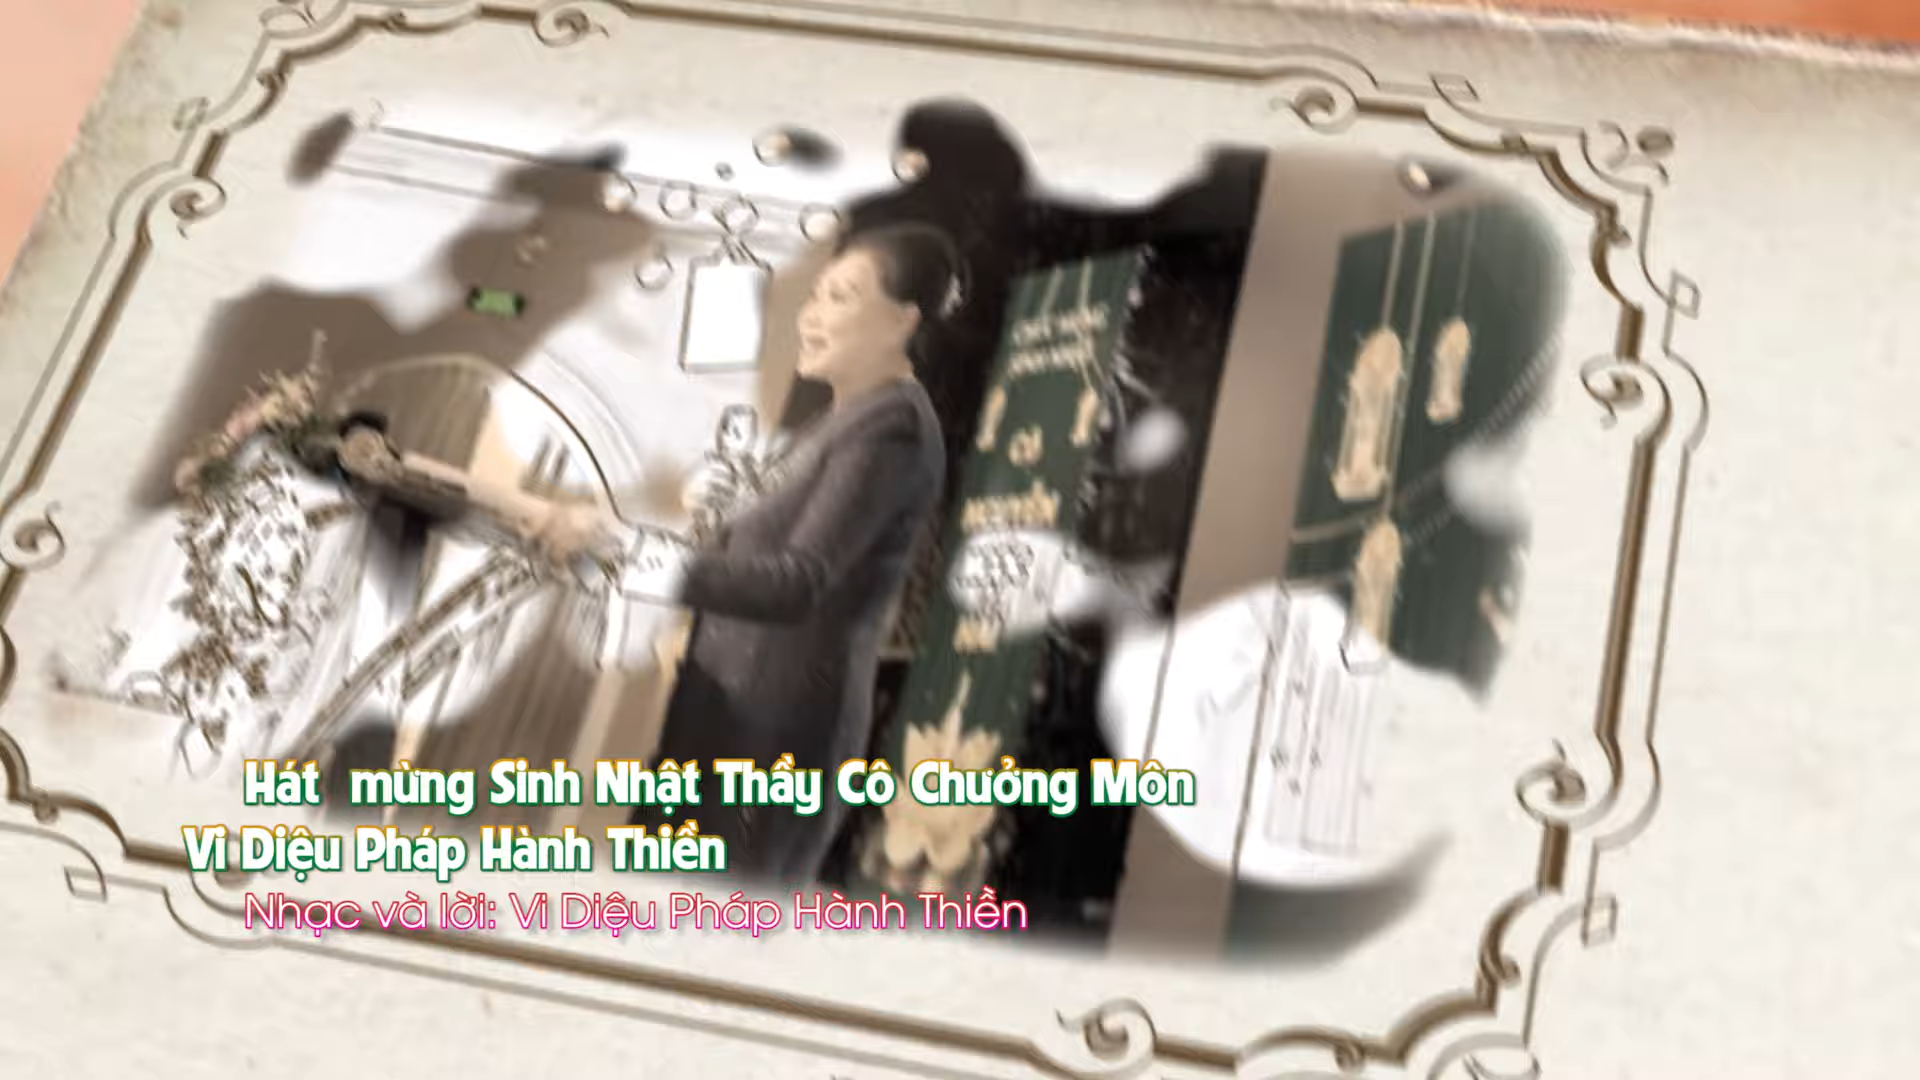 Hát mừng Sinh Nhật Thầy Cô Chưởng Môn
Vi Diệu Pháp Hành Thiền
Nhạc và lời: Vi Diệu Pháp Hành Thiền